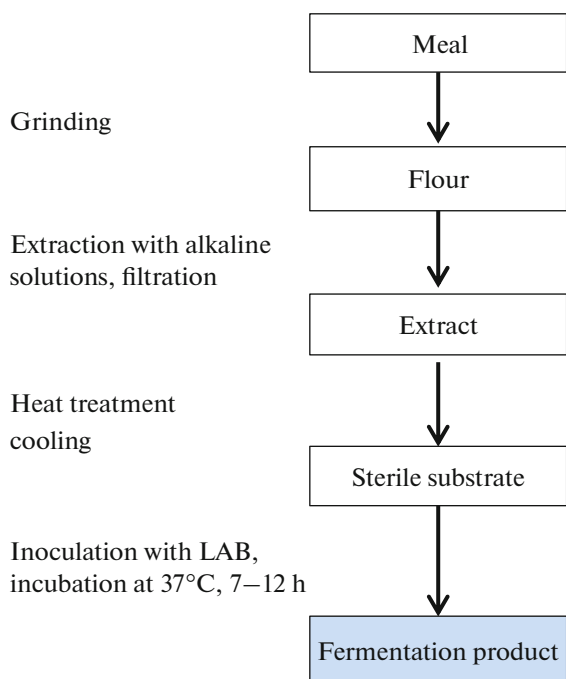 Meal
Grinding
Flour
Extraction with alkaline
solutions, filtration
Extract
Heat treatment
cooling
Sterile substrate
Inoculation with LAB,
incubation at 37°C, 7–12 h
Fermentation product